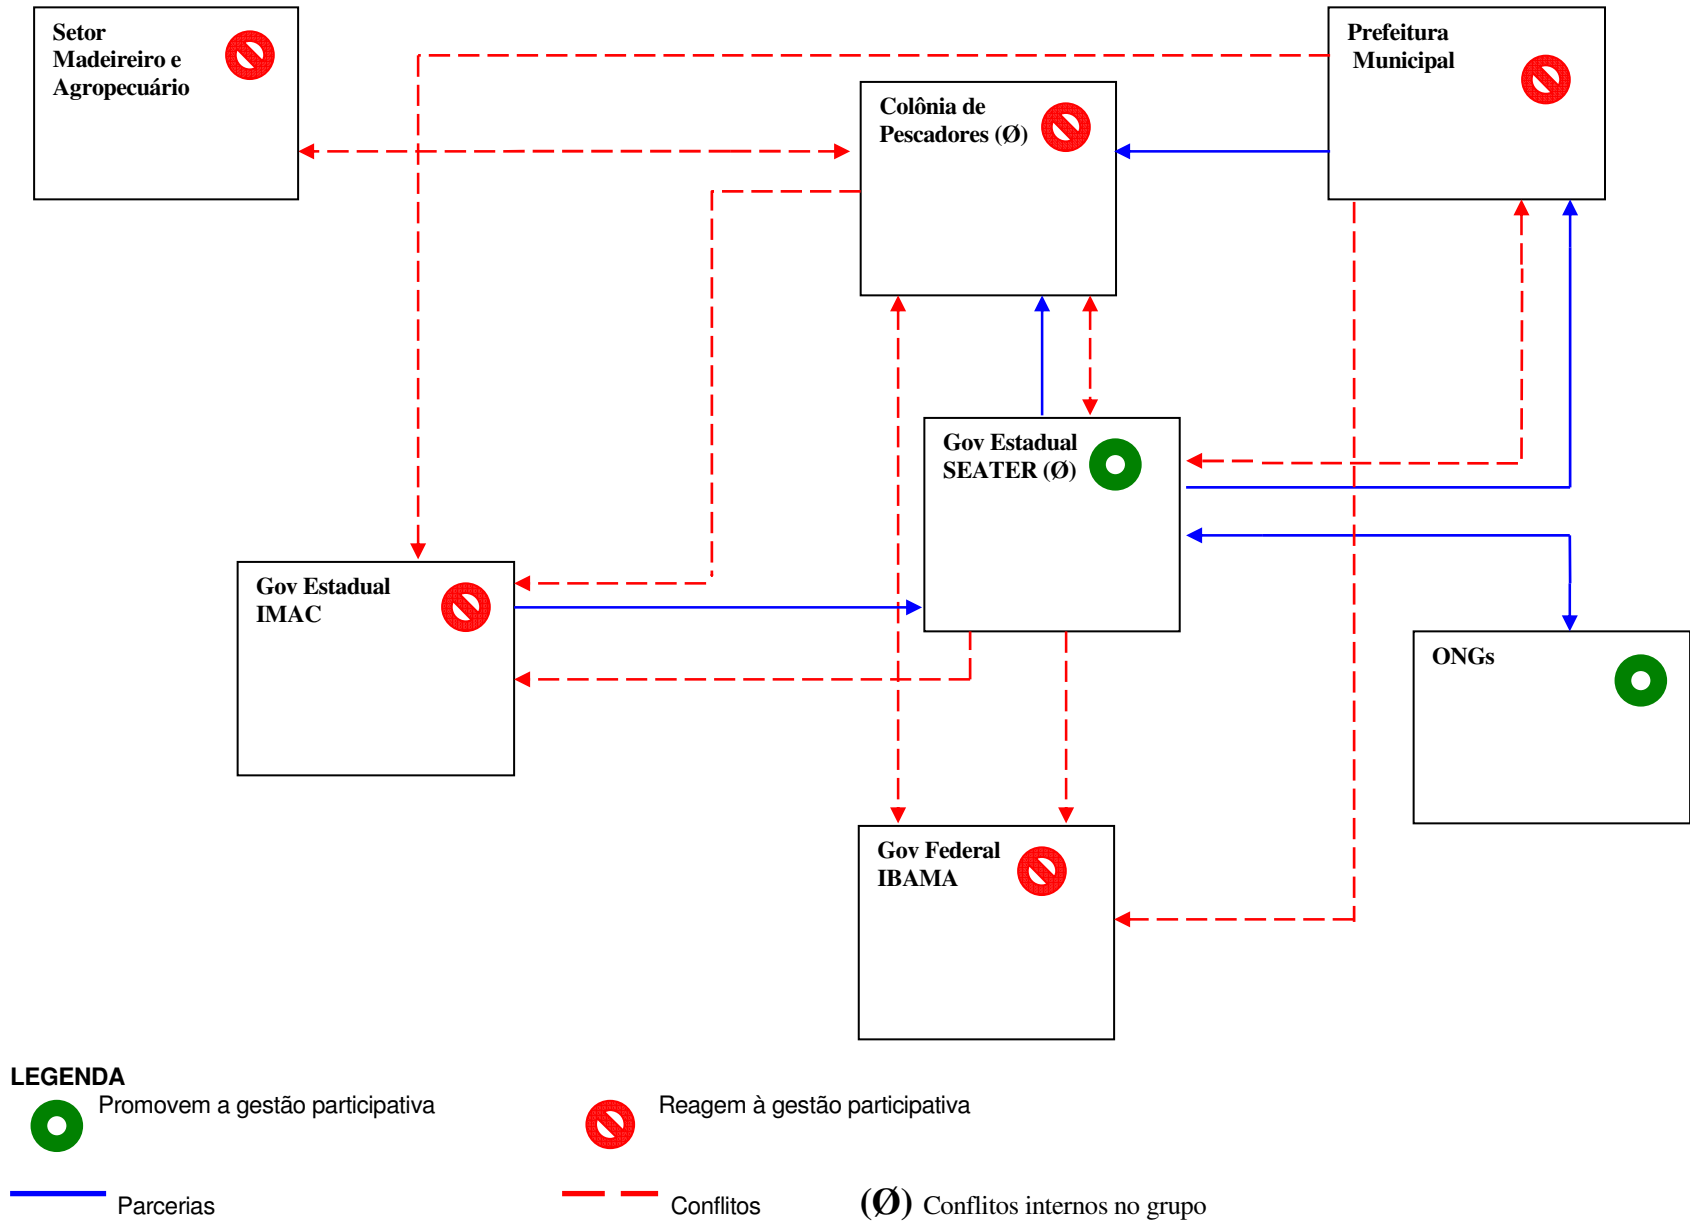 Setor
Madeireiro e
Agropecuário
Prefeitura
Municipal
Colônia de
Pescadores (Ø)
Gov Estadual
SEATER (Ø)
Gov Estadual
IMAC
ONGs
Gov Federal
IBAMA
LEGENDA
Promovem a gestão participativa
Reagem à gestão participativa
Parcerias
Conflitos
(Ø) Conflitos internos no grupo